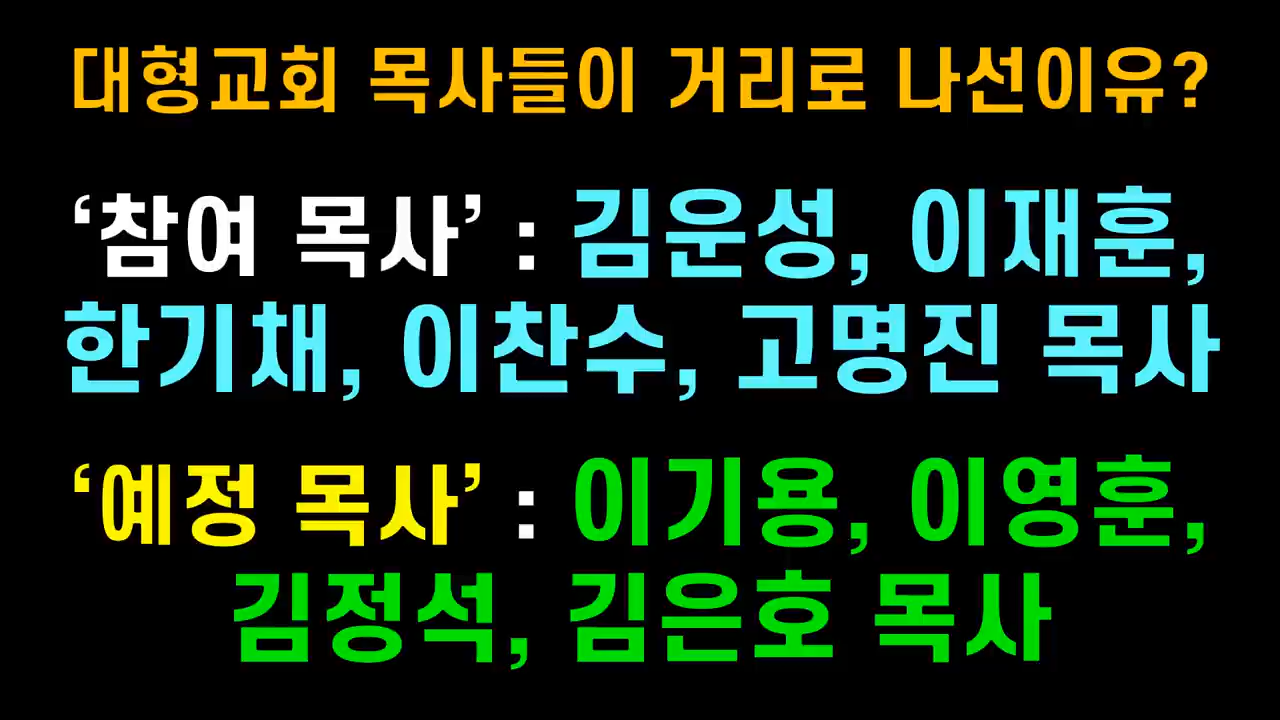 대형교회 목사들이 거리로 나선이유?
‘참여 목사’ : 김운성, 이재훈,
한기채, 이찬수, 고명진 목사
‘예정 목사’ : 이기용, 이영훈,
김정석, 김은호 목사